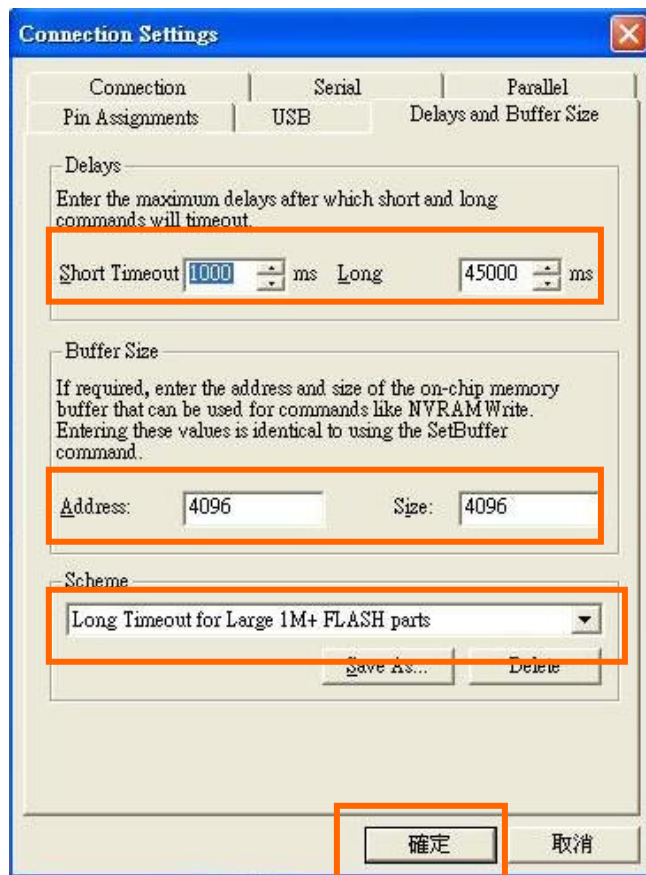 Connection Settings
Connection Serial Parallel
Pin Assignments USB Delays and Buffer Size
Delays
Enter the maximum delays after which short and long
commands will timeout.
Short Timeout 1000 ms Long 45000 ms
Buffer Size
If required, enter the address and size of the on-chip memory
buffer that can be used for commands like NVRAMWrite.
Entering these values is identical to using the SetBuffer
command.
Address: 4096 Size: 4096
Scheme
Long Timeout for Large 1M+ FLASH parts
Save As... Delete
確定 取消